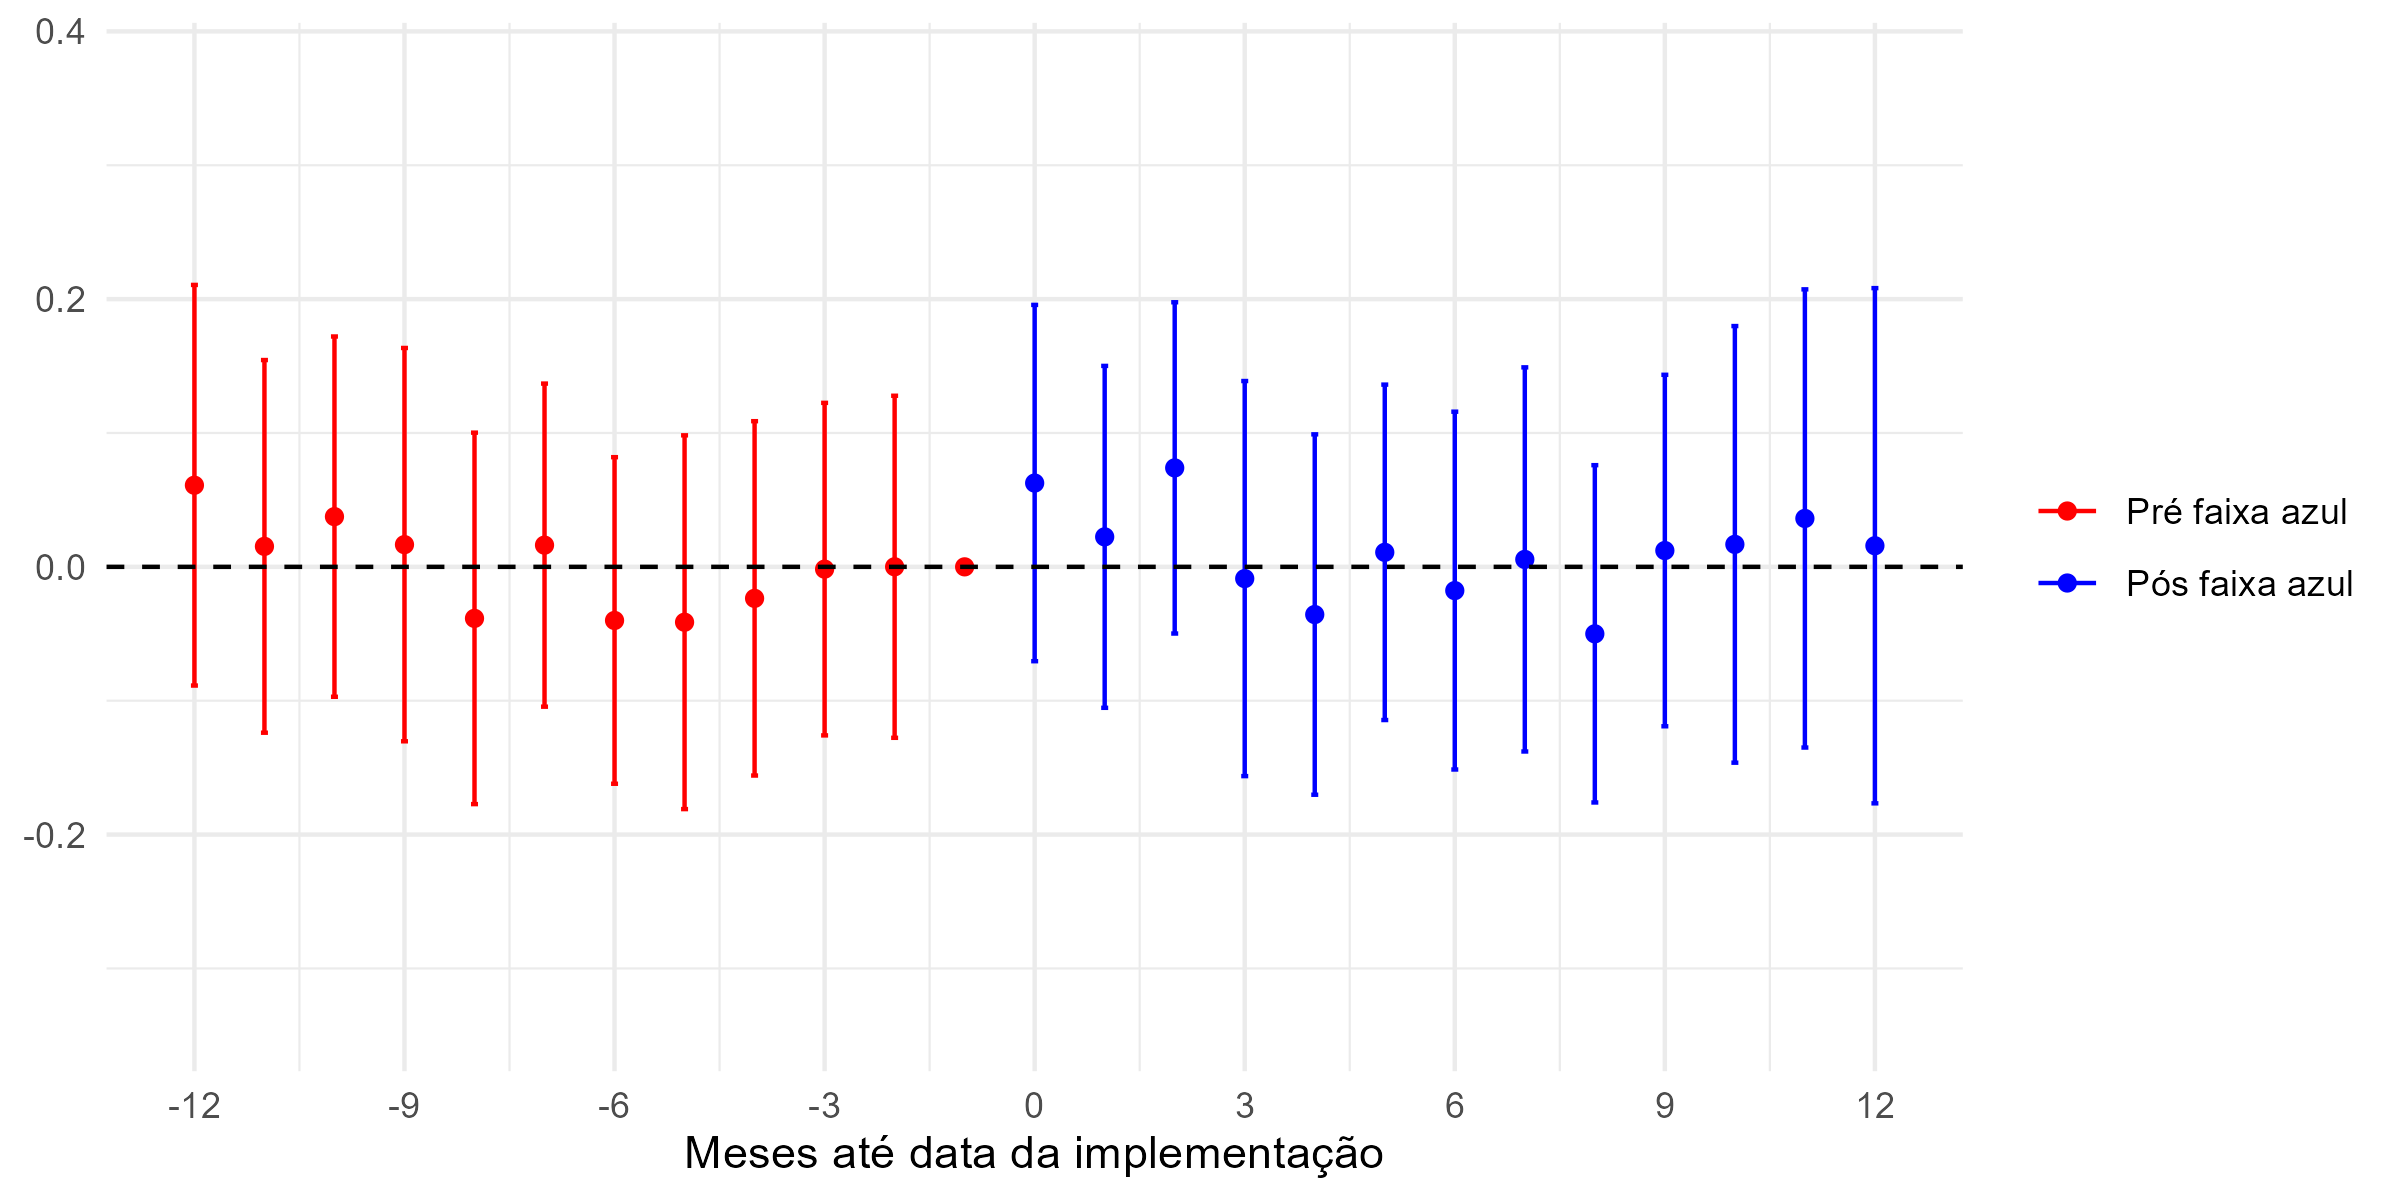 0.4
0.2
0.0
-0.2
-12 -9 -6 -3 0 3 6 9 12
Meses até data da implementação
Pré faixa azul
Pós faixa azul